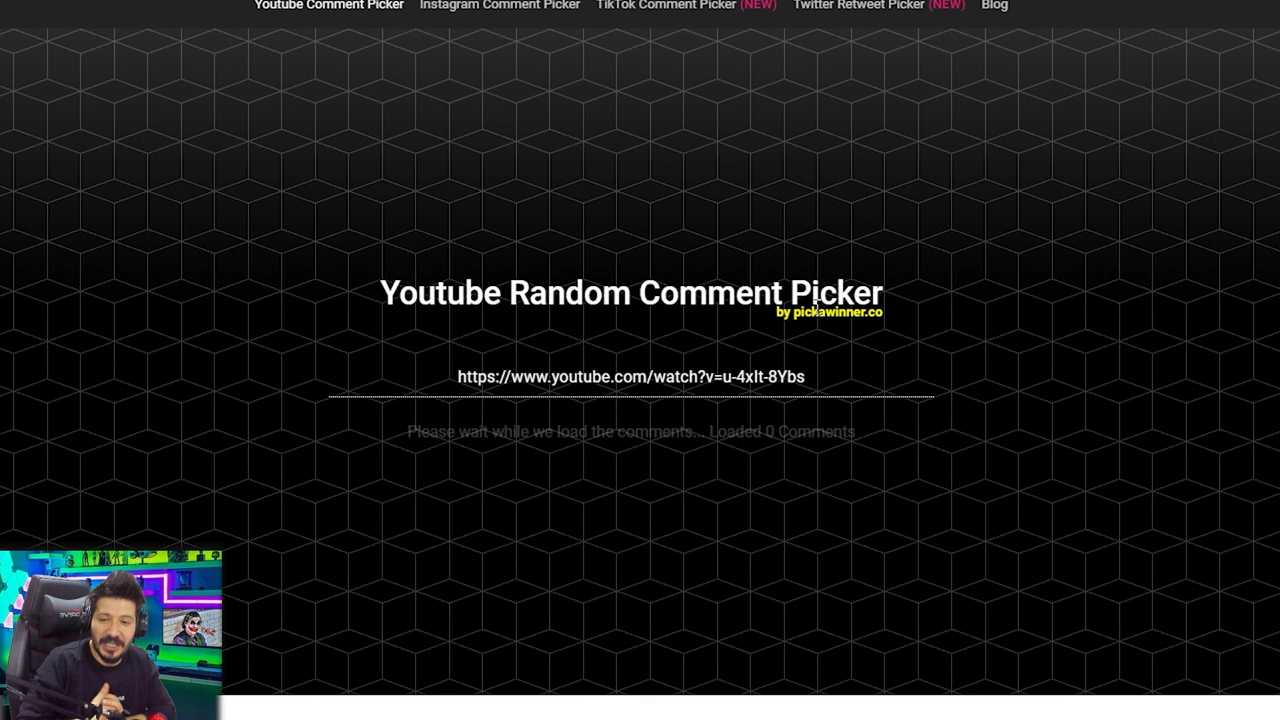 Youtube Comment Picker Instagram Comment Picker TikTok Comment Picker (NEW) Twitter Retweet Picker (NEW) Blog
Youtube Random Comment Picker
by pickawinner.co
https://www.youtube.com/watch?v=u-4xIt-8Ybs
Please wait while we load the comments... Loaded 0 Comments